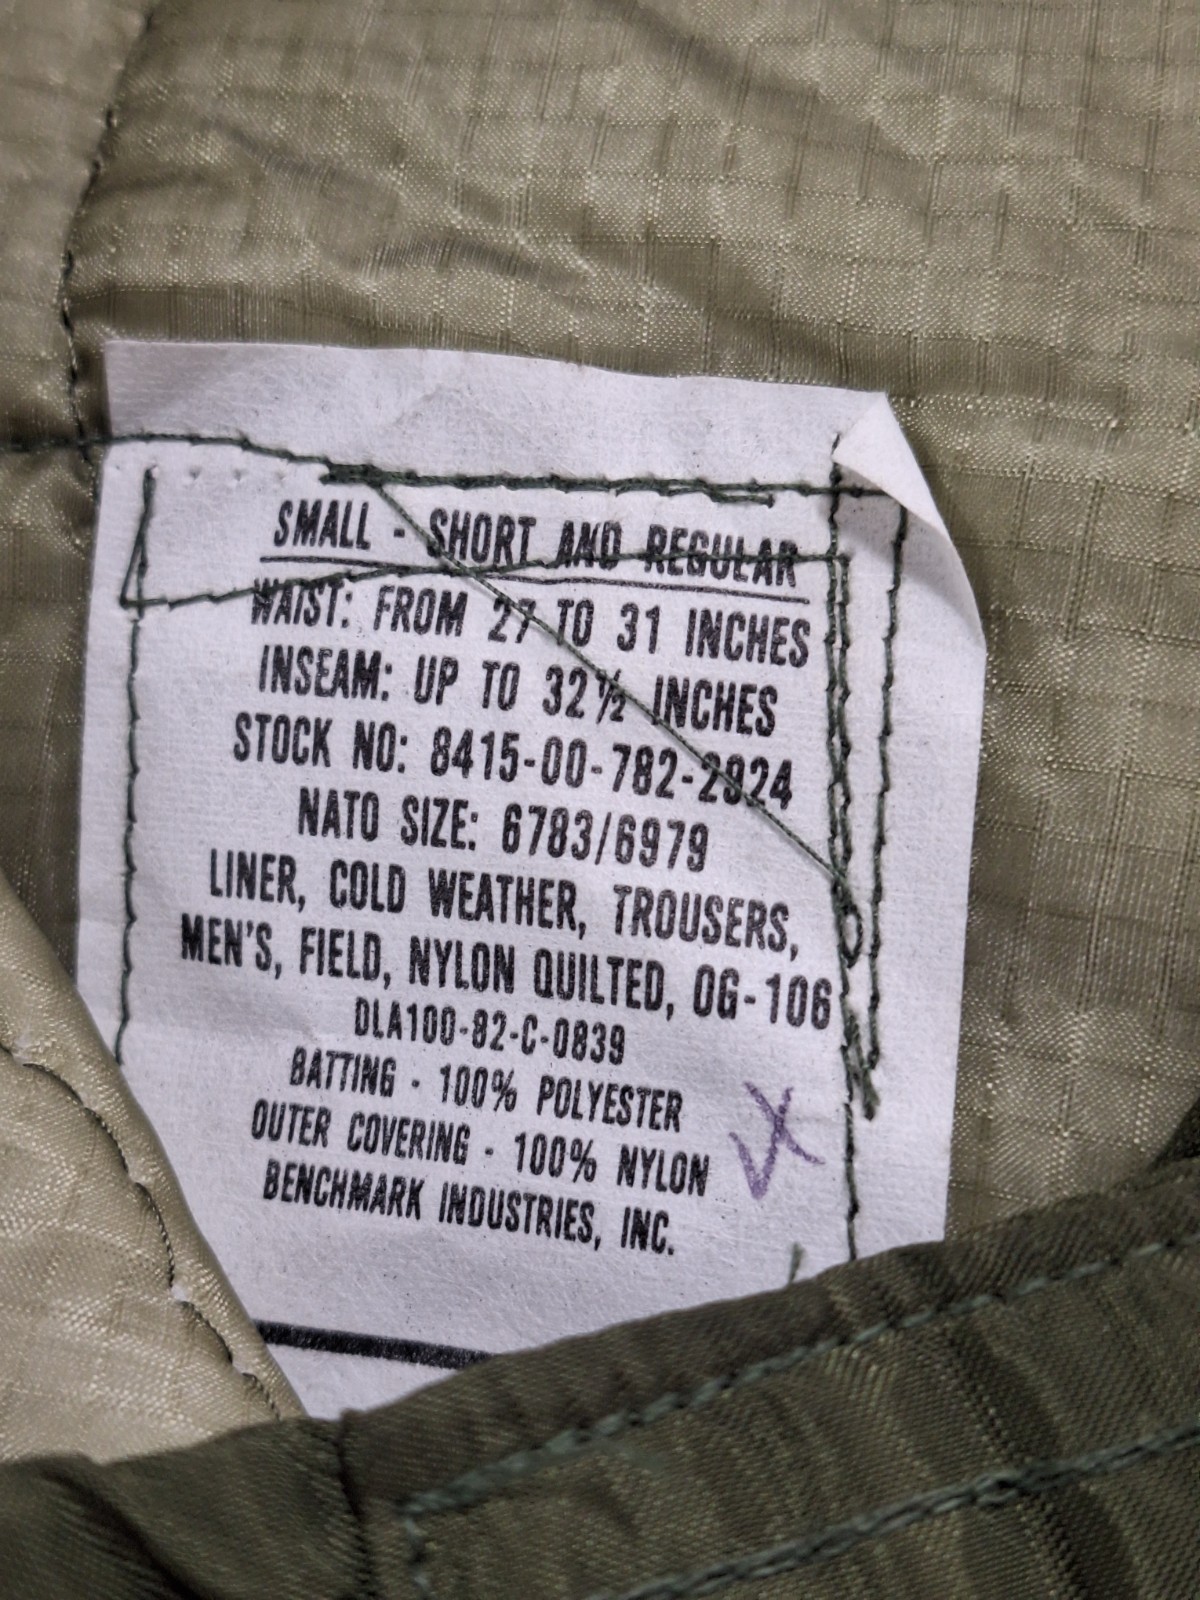 SMALL - SHORT AND REGULAR
WAIST: FROM 27 TO 31 INCHES
INSEAM: UP TO 32½ INCHES
STOCK NO: 8415-00-782-2924
NATO SIZE: 6783/6979
LINER, COLD WEATHER, TROUSERS,
MEN'S, FIELD, NYLON QUILTED, OG-106
DLA100-82-C-0839
BATTING - 100% POLYESTER
OUTER COVERING - 100% NYLON
BENCHMARK INDUSTRIES, INC.